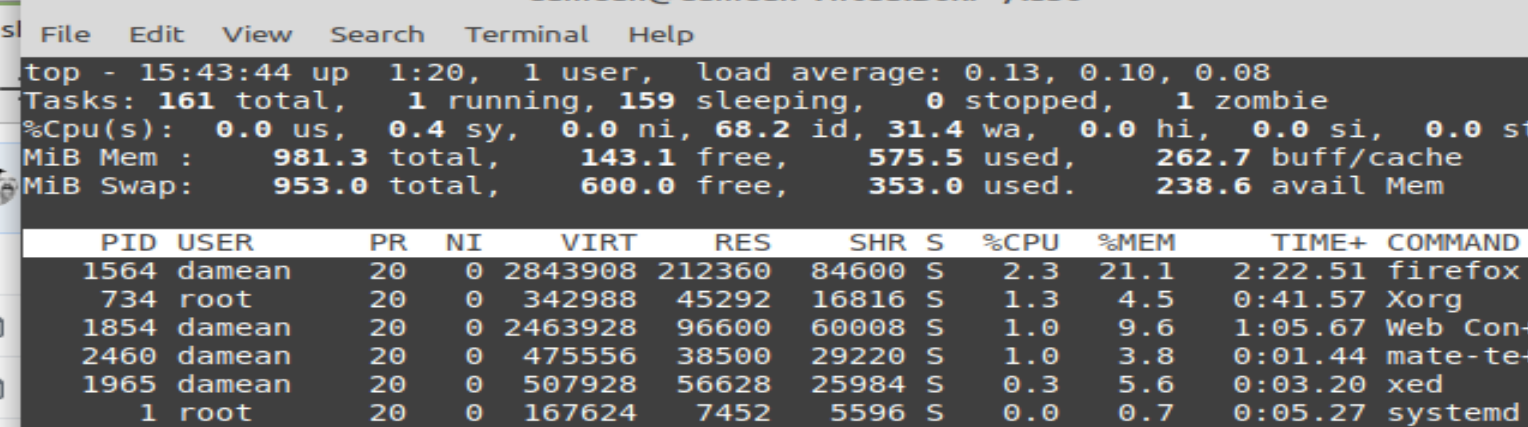 File Edit View Search Terminal Help
top - 15:43:44 up 1:20, 1 user, load average: 0.13, 0.10, 0.08
Tasks: 161 total, 1 running, 159 sleeping, 0 stopped, 1 zombie
%Cpu(s): 0.0 us, 0.4 sy, 0.0 ni, 68.2 id, 31.4 wa, 0.0 hi, 0.0 si, 0.0 st
MiB Mem : 981.3 total, 143.1 free, 575.5 used, 262.7 buff/cache
MiB Swap: 953.0 total, 600.0 free, 353.0 used. 238.6 avail Mem
PID USER PR NI VIRT RES SHR S %CPU %MEM TIME+ COMMAND
1564 damean 20 0 2843908 212360 84600 S 2.3 21.1 2:22.51 firefox
734 root 20 0 342988 45292 16816 S 1.3 4.5 0:41.57 Xorg
1854 damean 20 0 2463928 96600 60008 S 1.0 9.6 1:05.67 Web Con+
2460 damean 20 0 475556 38500 29220 S 1.0 3.8 0:01.44 mate-te+
1965 damean 20 0 507928 56628 25984 S 0.3 5.6 0:03.20 xed
1 root 20 0 167624 7452 5596 S 0.0 0.7 0:05.27 systemd